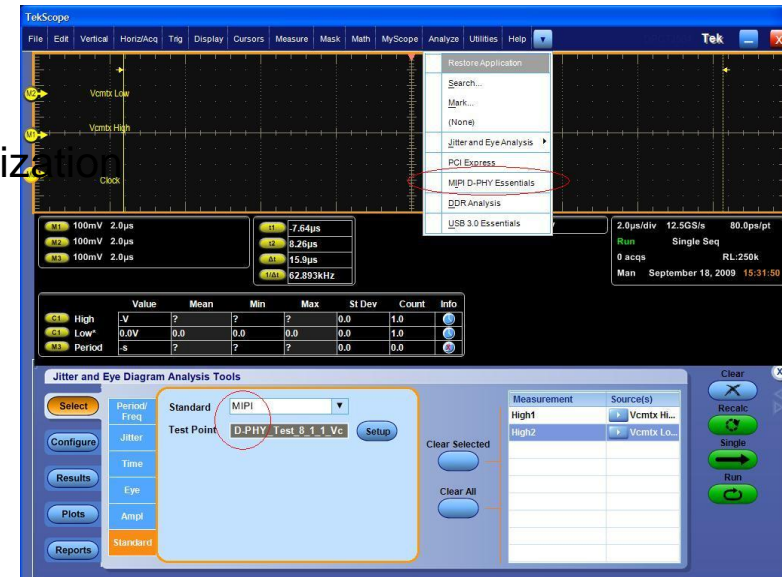 TekScope
File Edit Vertical Horiz/Acq Trig Display Cursors Measure Mask Math MyScope Analyze Utilities Help
Tek
Restore Application
Search...
Mark...
(None)
Jitter and Eye Analysis
PCI Express
MIPI D-PHY Essentials
DDR Analysis
USB 3.0 Essentials
M2 Vcmtx Low
M1 Vcmtx High
ization
Clock
M1 100mV 2.0µs
M2 100mV 2.0µs
M3 100mV 2.0µs
t1 -7.64µs
t2 8.26µs
Δt 15.9µs
1/Δt 62.893kHz
2.0µs/div 12.5GS/s 80.0ps/pt
Run Single Seq
0 acqs RL:250k
Man September 18, 2009 15:31:50
Value Mean Min Max St Dev Count Info
C1 High -V ? ? ? 0.0 1.0
C1 Low* 0.0V 0.0 0.0 0.0 0.0 1.0
M3 Period -s ? ? ? 0.0 0.0
Jitter and Eye Diagram Analysis Tools
Select
Configure
Results
Plots
Reports
Period/
Freq
Jitter
Time
Eye
Ampl
Standard
Standard MIPI
Test Point D-PHY_Test_8_1_1_Vc Setup
Clear Selected
Clear All
Measurement Source(s)
High1 Vcmtx Hi...
High2 Vcmtx Lo...
Clear
Recalc
Single
Run